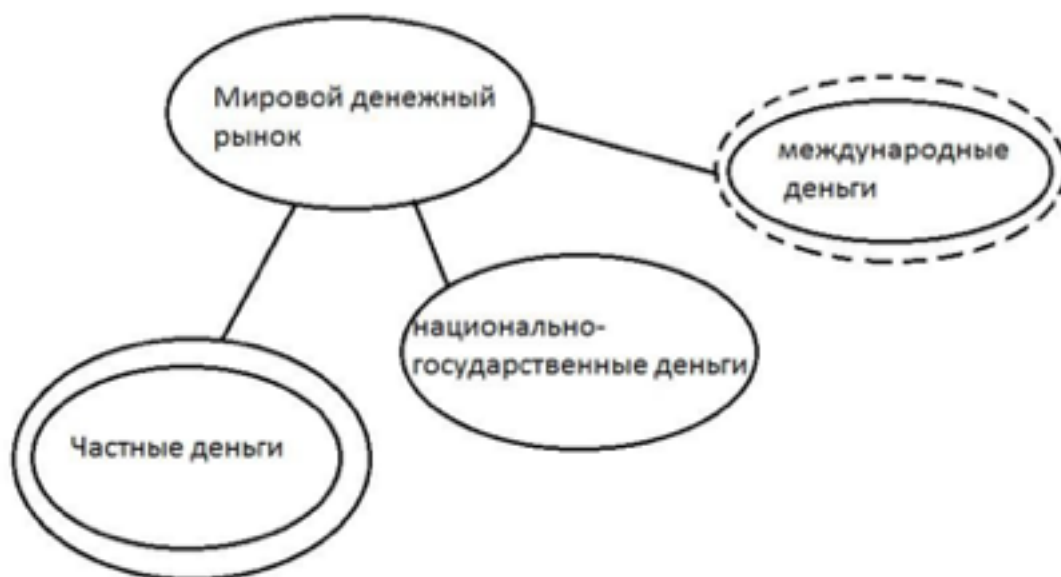 Мировой денежный
рынок
международные
деньги
национально-
государственные деньги
Частные деньги